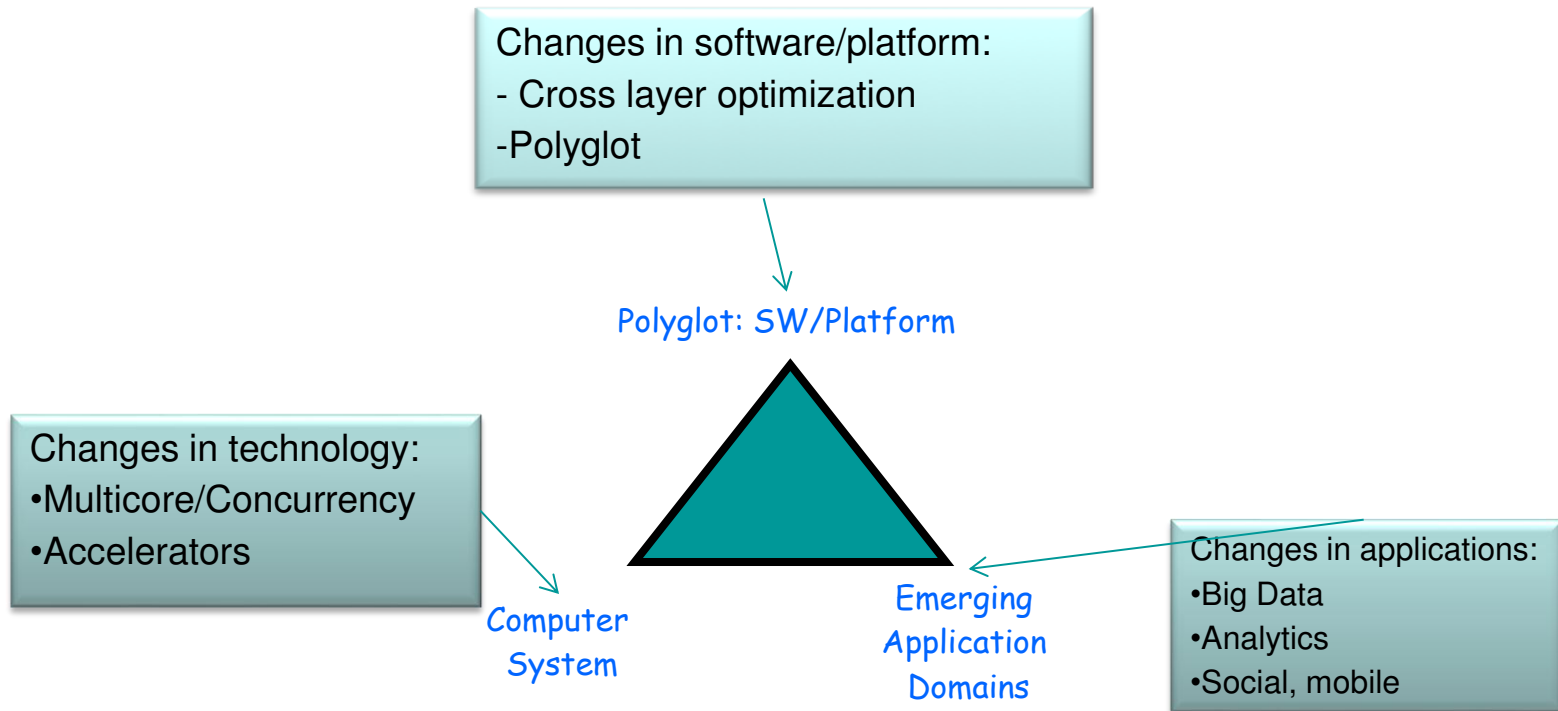 Changes in software/platform:
- Cross layer optimization
-Polyglot
Polyglot: SW/Platform
Changes in technology:
•Multicore/Concurrency
•Accelerators
Computer
System
Emerging
Application
Domains
Changes in applications:
•Big Data
•Analytics
•Social, mobile